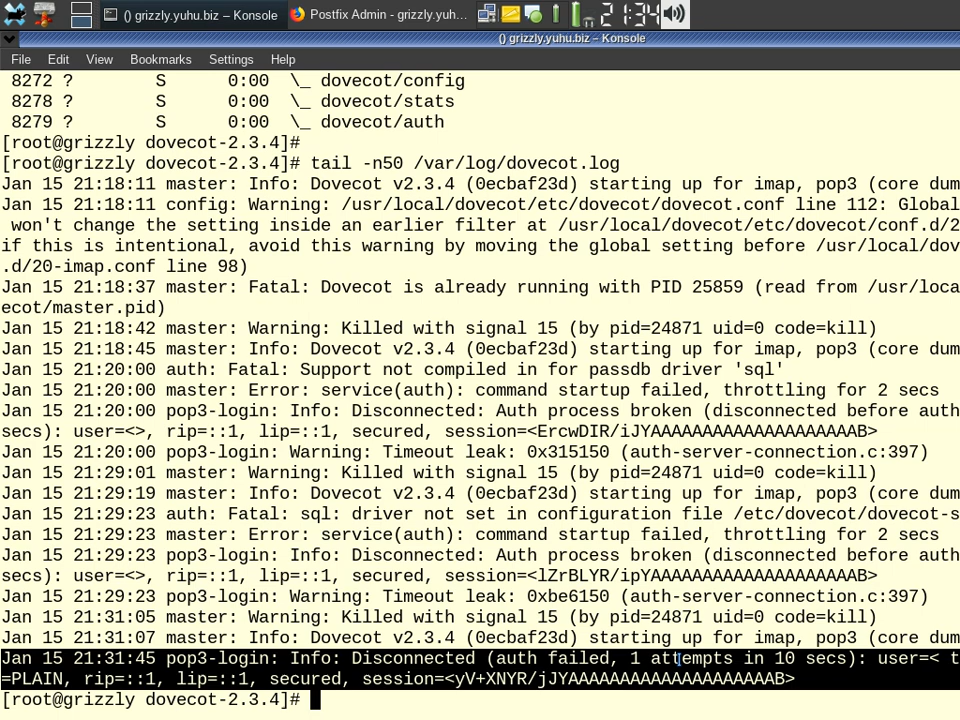 () grizzly.yuhu.biz – Konsole
Postfix Admin - grizzly.yuh...
21:34
() grizzly.yuhu.biz – Konsole
File Edit View Bookmarks Settings Help
8272 ? S 0:00 \_ dovecot/config
8278 ? S 0:00 \_ dovecot/stats
8279 ? S 0:00 \_ dovecot/auth
[root@grizzly dovecot-2.3.4]#
[root@grizzly dovecot-2.3.4]# tail -n50 /var/log/dovecot.log
Jan 15 21:18:11 master: Info: Dovecot v2.3.4 (0ecbaf23d) starting up for imap, pop3 (core dum
Jan 15 21:18:11 config: Warning: /usr/local/dovecot/etc/dovecot/dovecot.conf line 112: Global
won't change the setting inside an earlier filter at /usr/local/dovecot/etc/dovecot/conf.d/2
if this is intentional, avoid this warning by moving the global setting before /usr/local/dov
.d/20-imap.conf line 98)
Jan 15 21:18:37 master: Fatal: Dovecot is already running with PID 25859 (read from /usr/loca
ecot/master.pid)
Jan 15 21:18:42 master: Warning: Killed with signal 15 (by pid=24871 uid=0 code=kill)
Jan 15 21:18:45 master: Info: Dovecot v2.3.4 (0ecbaf23d) starting up for imap, pop3 (core dum
Jan 15 21:20:00 auth: Fatal: Support not compiled in for passdb driver 'sql'
Jan 15 21:20:00 master: Error: service(auth): command startup failed, throttling for 2 secs
Jan 15 21:20:00 pop3-login: Info: Disconnected: Auth process broken (disconnected before auth
secs): user=<>, rip=::1, lip=::1, secured, session=<ErcwDIR/iJYAAAAAAAAAAAAAAAAAAAAB>
Jan 15 21:20:00 pop3-login: Warning: Timeout leak: 0x315150 (auth-server-connection.c:397)
Jan 15 21:29:01 master: Warning: Killed with signal 15 (by pid=24871 uid=0 code=kill)
Jan 15 21:29:19 master: Info: Dovecot v2.3.4 (0ecbaf23d) starting up for imap, pop3 (core dum
Jan 15 21:29:23 auth: Fatal: sql: driver not set in configuration file /etc/dovecot/dovecot-s
Jan 15 21:29:23 master: Error: service(auth): command startup failed, throttling for 2 secs
Jan 15 21:29:23 pop3-login: Info: Disconnected: Auth process broken (disconnected before auth
secs): user=<>, rip=::1, lip=::1, secured, session=<lZrBLYR/ipYAAAAAAAAAAAAAAAAAAAAB>
Jan 15 21:29:23 pop3-login: Warning: Timeout leak: 0xbe6150 (auth-server-connection.c:397)
Jan 15 21:31:05 master: Warning: Killed with signal 15 (by pid=24871 uid=0 code=kill)
Jan 15 21:31:07 master: Info: Dovecot v2.3.4 (0ecbaf23d) starting up for imap, pop3 (core dum
Jan 15 21:31:45 pop3-login: Info: Disconnected (auth failed, 1 attempts in 10 secs): user=< t
=PLAIN, rip=::1, lip=::1, secured, session=<yV+XNYR/jJYAAAAAAAAAAAAAAAAAAAAB>
[root@grizzly dovecot-2.3.4]#